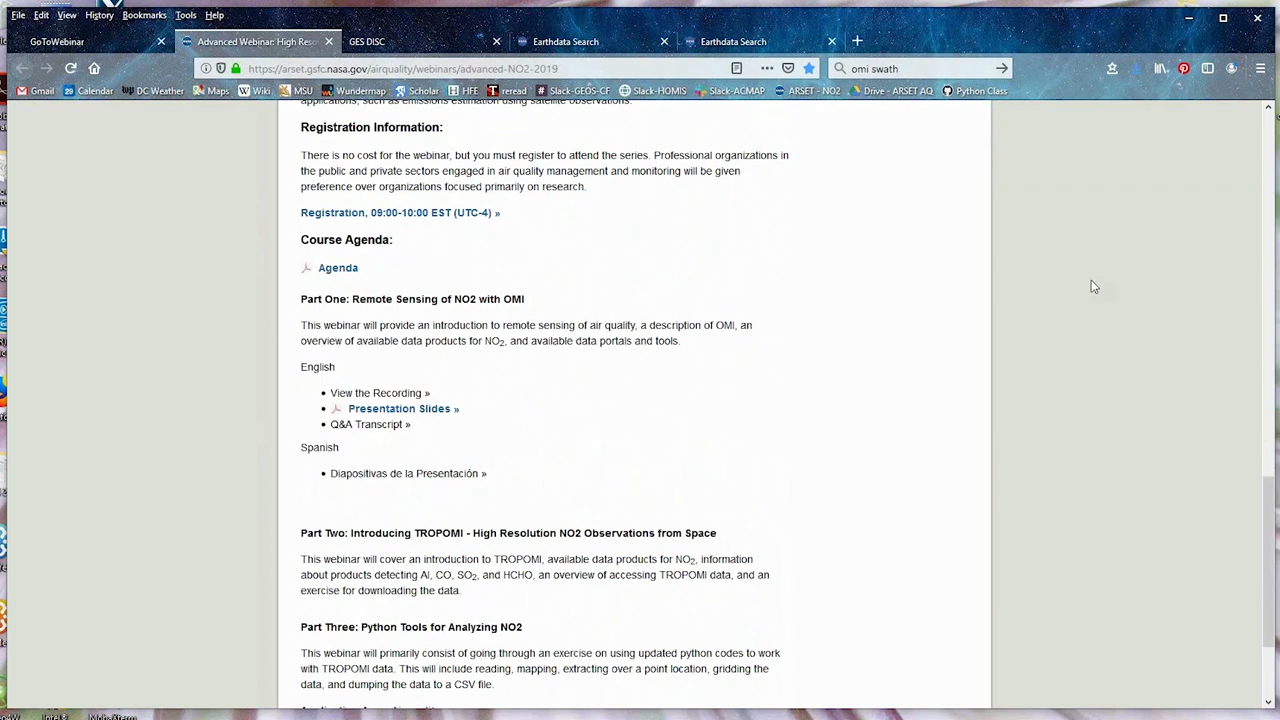 File Edit View History Bookmarks Tools Help
GoToWebinar
Advanced Webinar: High Reso
GES DISC
Earthdata Search
Earthdata Search
https://arset.gsfc.nasa.gov/airquality/webinars/advanced-NO2-2019
omi swath
Gmail Calendar DC Weather Maps Wiki MSU Wundermap Scholar HFE reread Slack-GEOS-CF Slack-HOMIS Slack-ACMAP ARSET - NO2 Drive - ARSET AQ Python Class
applications, such as emissions estimation using satellite observations.
Registration Information:
There is no cost for the webinar, but you must register to attend the series. Professional organizations in
the public and private sectors engaged in air quality management and monitoring will be given
preference over organizations focused primarily on research.
Registration, 09:00-10:00 EST (UTC-4) »
Course Agenda:
Agenda
Part One: Remote Sensing of NO2 with OMI
This webinar will provide an introduction to remote sensing of air quality, a description of OMI, an
overview of available data products for NO2, and available data portals and tools.
English
• View the Recording »
• Presentation Slides »
• Q&A Transcript »
Spanish
• Diapositivas de la Presentación »
Part Two: Introducing TROPOMI - High Resolution NO2 Observations from Space
This webinar will cover an introduction to TROPOMI, available data products for NO2, information
about products detecting AI, CO, SO2, and HCHO, an overview of accessing TROPOMI data, and an
exercise for downloading the data.
Part Three: Python Tools for Analyzing NO2
This webinar will primarily consist of going through an exercise on using updated python codes to work
with TROPOMI data. This will include reading, mapping, extracting over a point location, gridding the
data, and dumping the data to a CSV file.